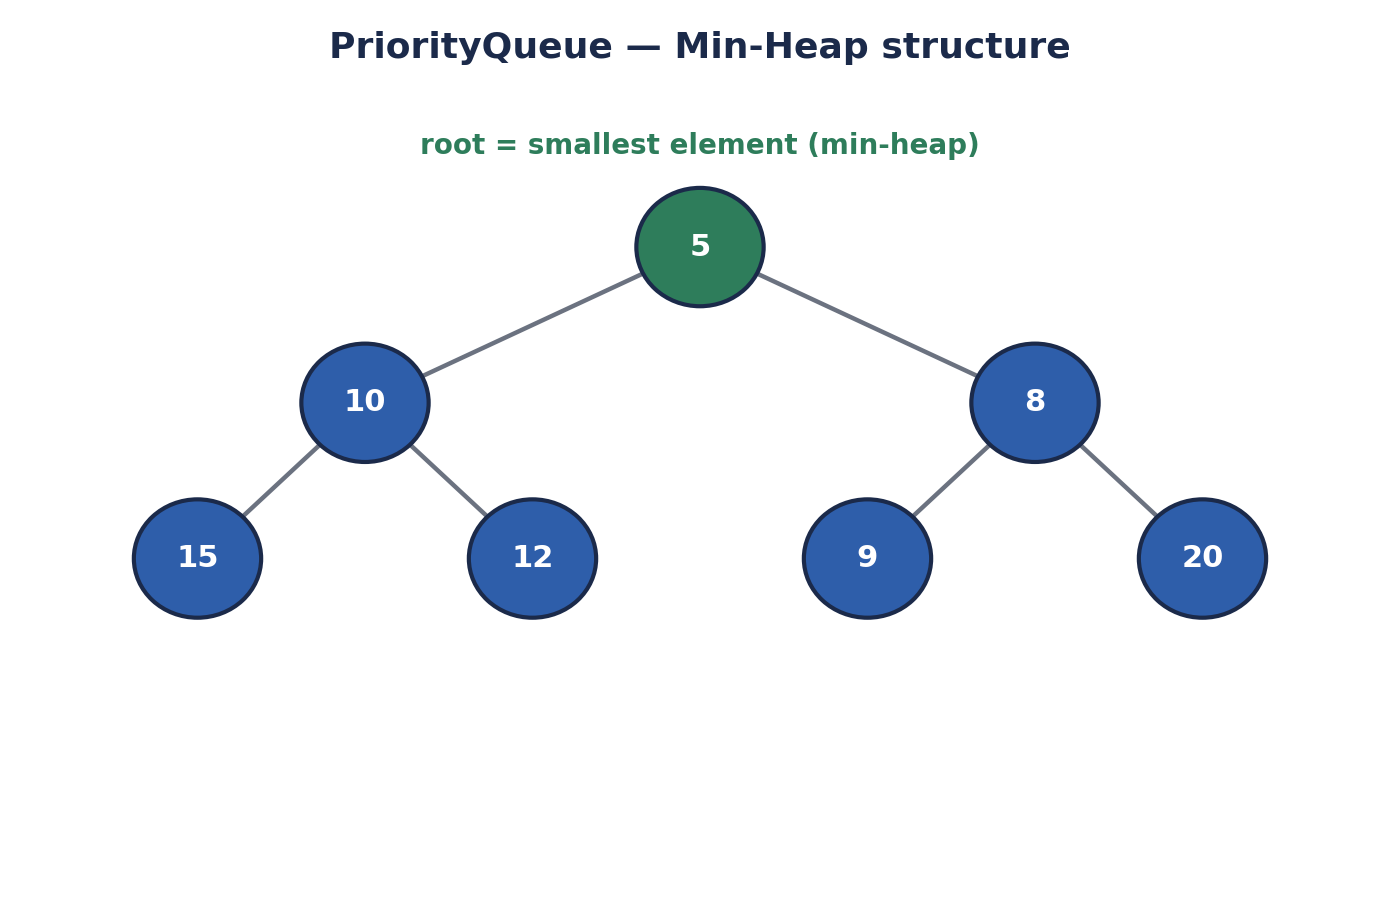 PriorityQueue — Min-Heap structure
root = smallest element (min-heap)
5
10 8
15 12 9 20